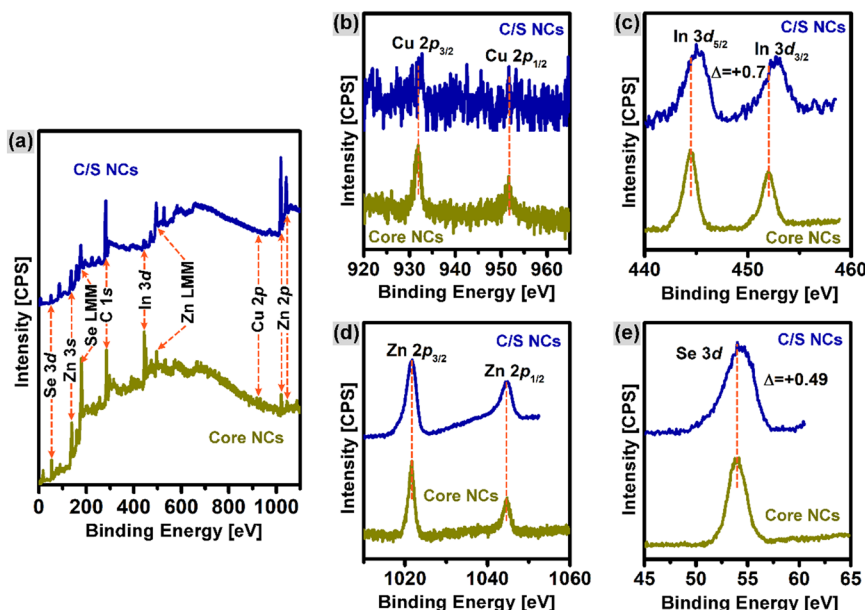 (a)
C/S NCs
Se 3d
Zn 3s
Se LMM
C 1s
In 3d
Zn LMM
Cu 2p
Zn 2p
Core NCs
Intensity [CPS]
0 200 400 600 800 1000
Binding Energy [eV]
(b)
C/S NCs
Cu 2p3/2
Cu 2p1/2
Core NCs
Intensity [CPS]
920 930 940 950 960
Binding Energy [eV]
(c)
C/S NCs
In 3d5/2
In 3d3/2
Δ=+0.7
Core NCs
Intensity [CPS]
440 450 460
Binding Energy [eV]
(d)
C/S NCs
Zn 2p3/2
Zn 2p1/2
Core NCs
Intensity [CPS]
1020 1040 1060
Binding Energy [eV]
(e)
C/S NCs
Se 3d
Δ=+0.49
Core NCs
Intensity [CPS]
45 50 55 60 65
Binding Energy [eV]